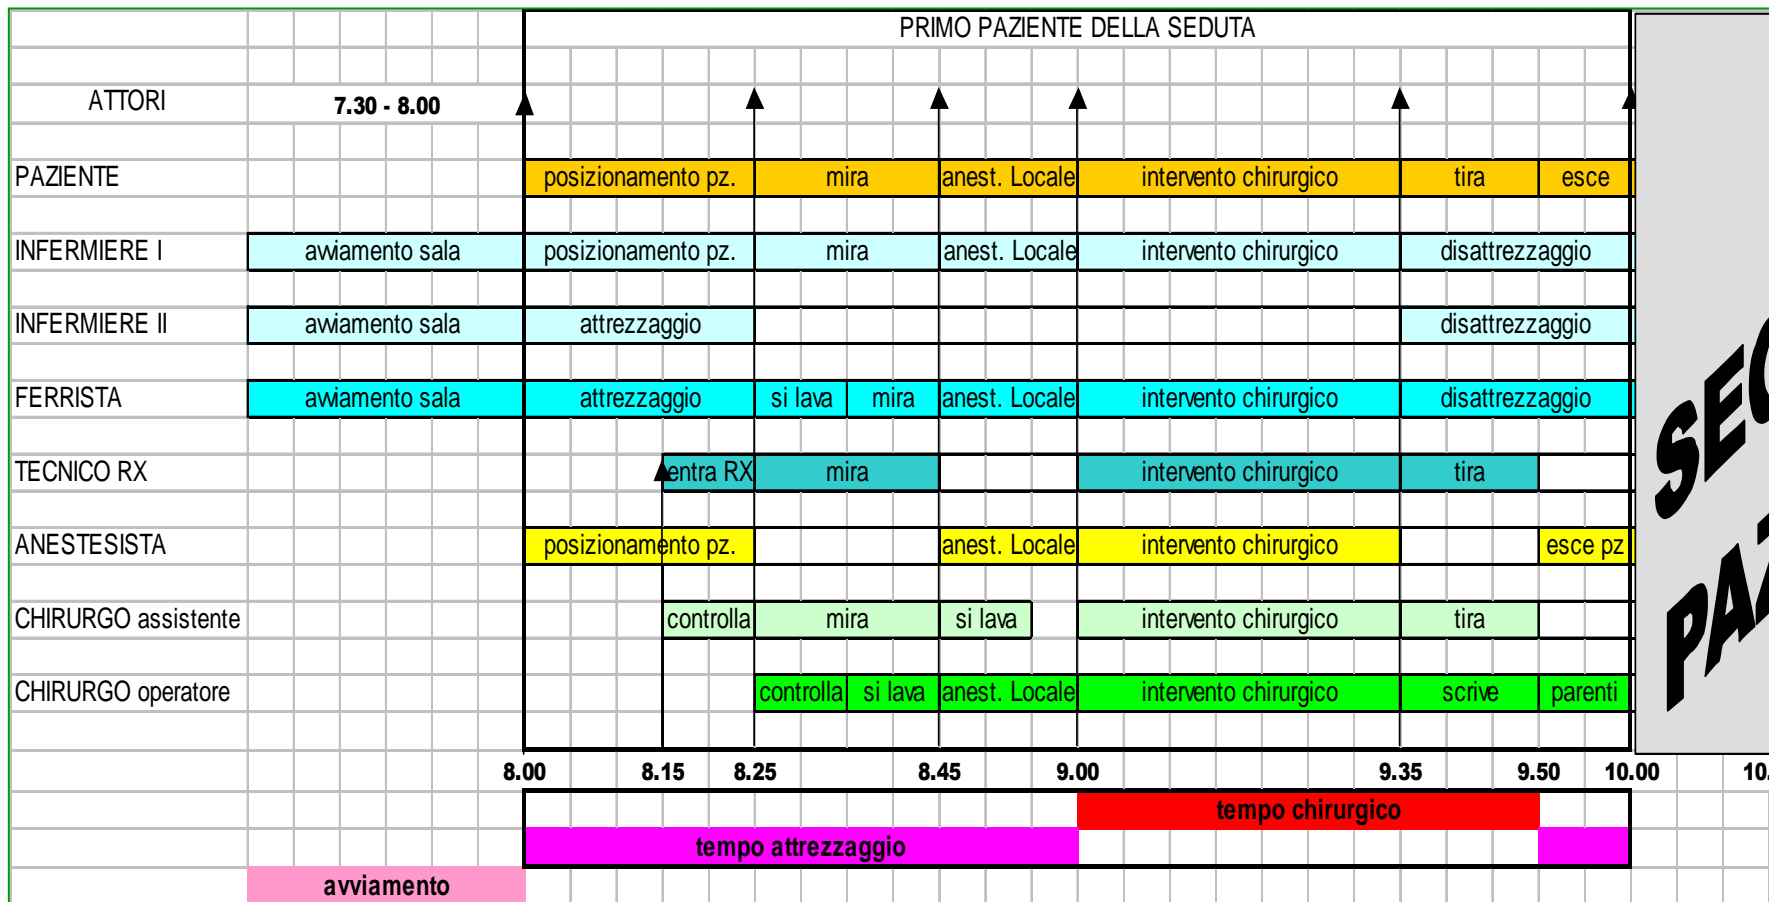 PRIMO PAZIENTE DELLA SEDUTA
ATTORI 7.30 - 8.00
PAZIENTE posizionamento pz. mira anest. Locale intervento chirurgico tira esce
INFERMIERE I avviamento sala posizionamento pz. mira anest. Locale intervento chirurgico disattrezzaggio
INFERMIERE II avviamento sala attrezzaggio disattrezzaggio
FERRISTA avviamento sala attrezzaggio si lava mira anest. Locale intervento chirurgico disattrezzaggio
TECNICO RX entra RX mira intervento chirurgico tira
ANESTESISTA posizionamento pz. anest. Locale intervento chirurgico esce pz
CHIRURGO assistente controlla mira si lava intervento chirurgico tira
CHIRURGO operatore controlla si lava anest. Locale intervento chirurgico scrive parenti
8.00 8.15 8.25 8.45 9.00 9.35 9.50 10.00
tempo chirurgico
tempo attrezzaggio
avviamento